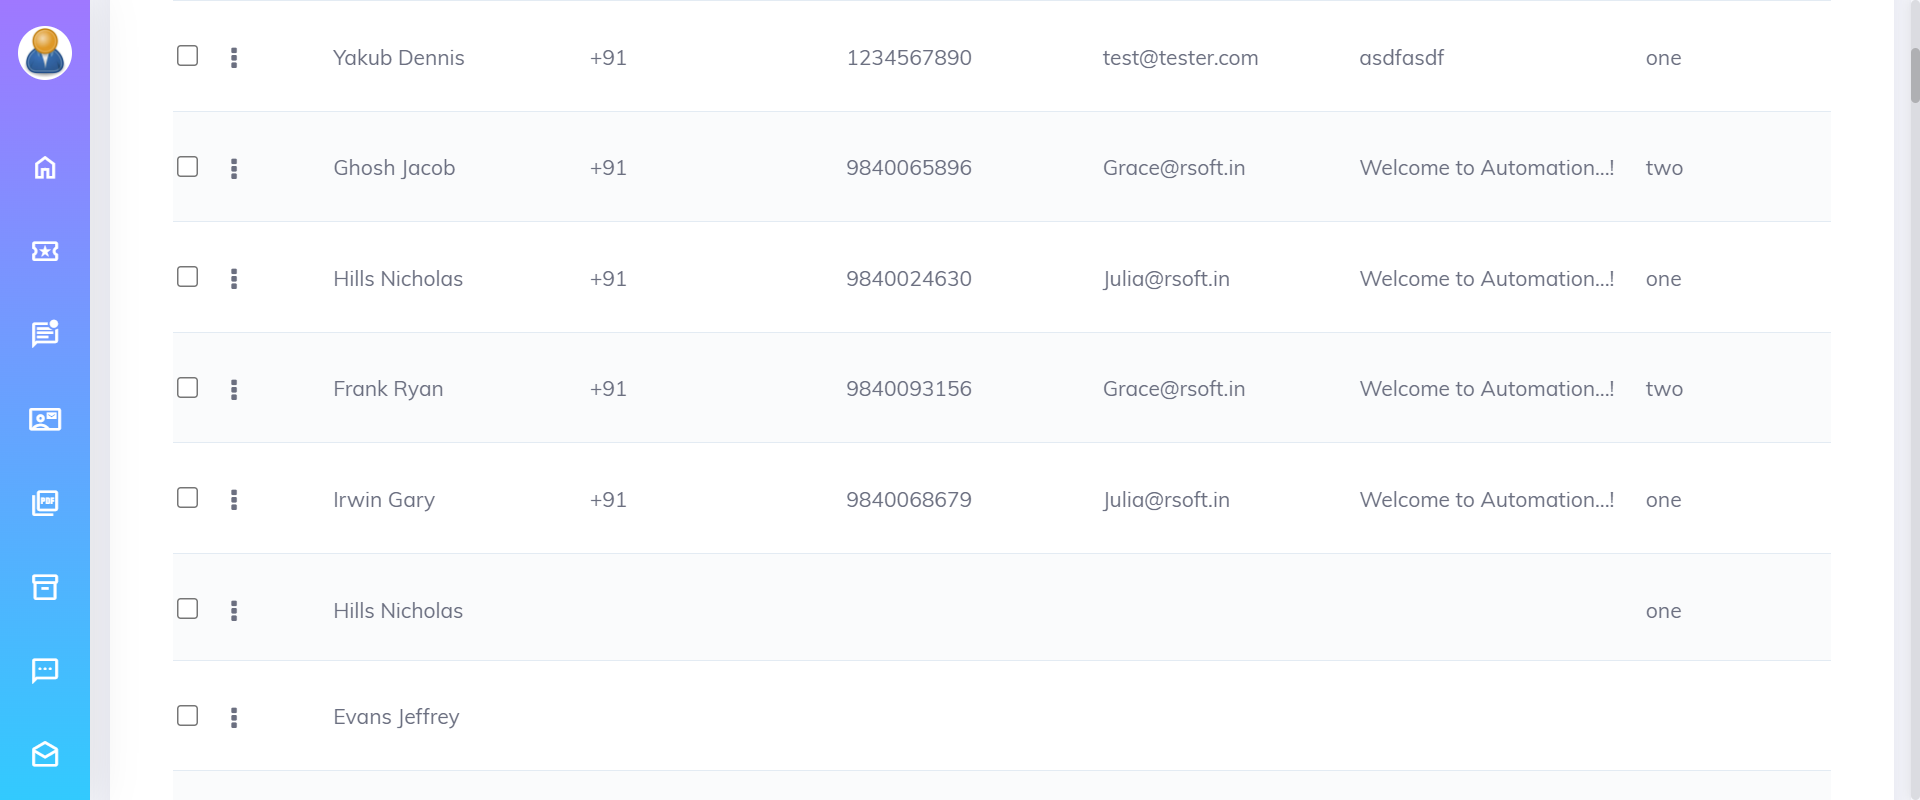 Yakub Dennis +91 1234567890 test@tester.com asdfasdf one
Ghosh Jacob +91 9840065896 Grace@rsoft.in Welcome to Automation...! two
Hills Nicholas +91 9840024630 Julia@rsoft.in Welcome to Automation...! one
Frank Ryan +91 9840093156 Grace@rsoft.in Welcome to Automation...! two
Irwin Gary +91 9840068679 Julia@rsoft.in Welcome to Automation...! one
PDF
Hills Nicholas one
Evans Jeffrey